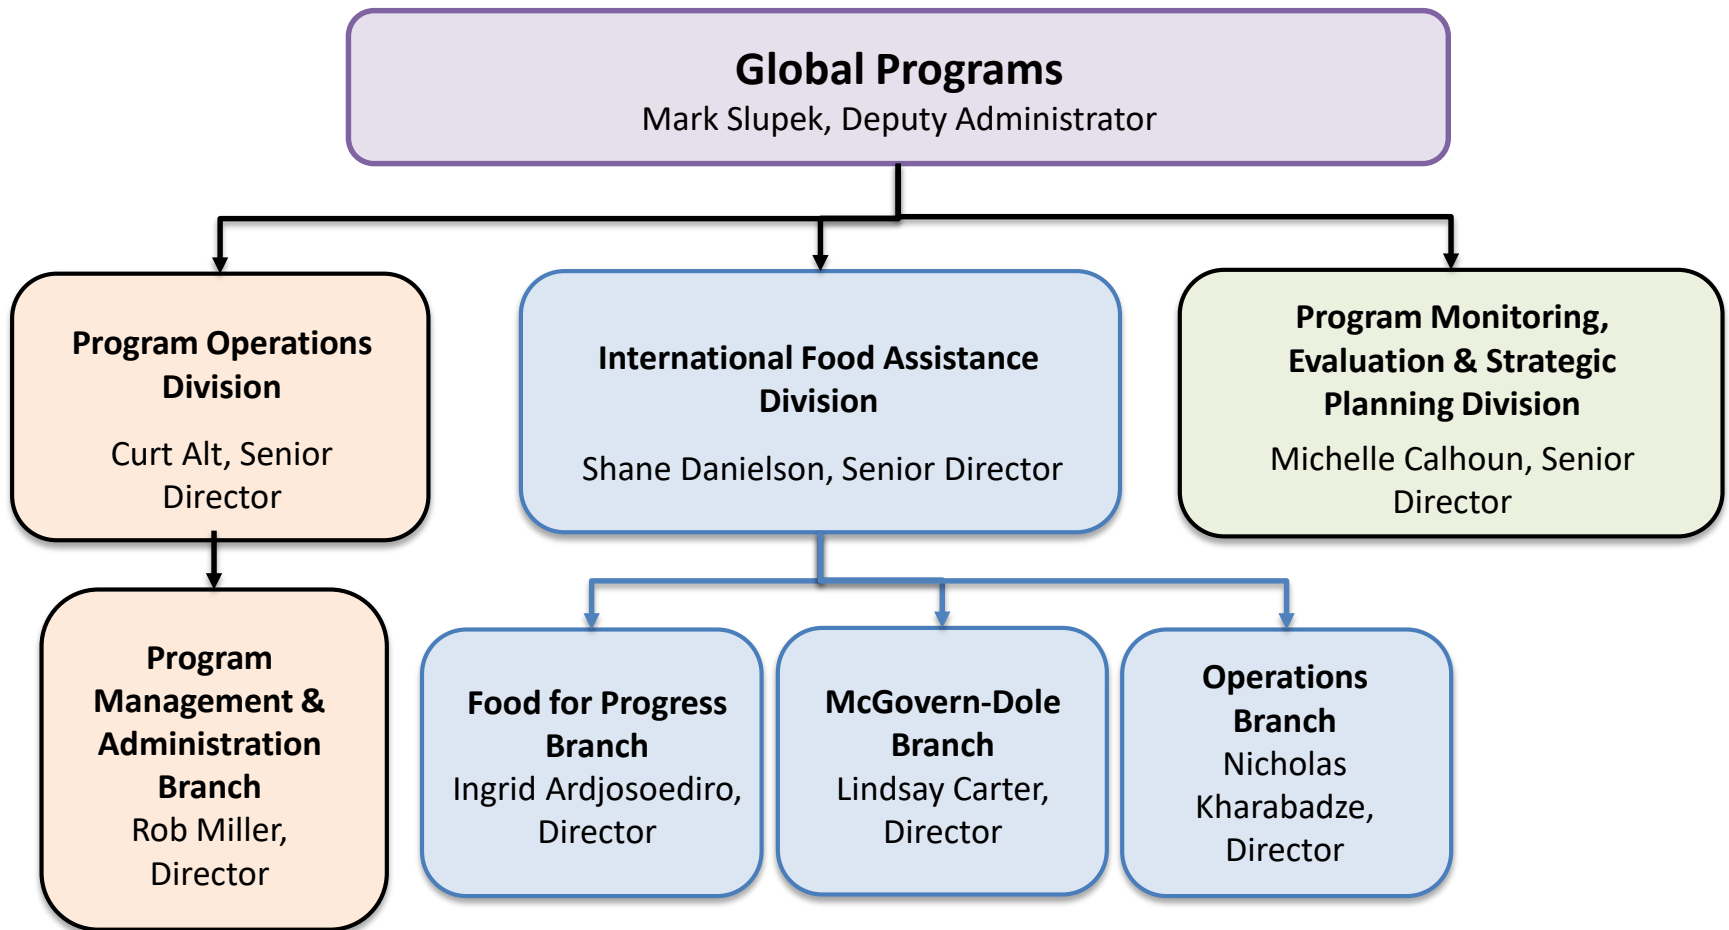 Global Programs
Mark Slupek, Deputy Administrator
Program Operations
Division
Curt Alt, Senior
Director
International Food Assistance
Division
Shane Danielson, Senior Director
Program Monitoring,
Evaluation & Strategic
Planning Division
Michelle Calhoun, Senior
Director
Program
Management &
Administration
Branch
Rob Miller,
Director
Food for Progress
Branch
Ingrid Ardjosoediro,
Director
McGovern-Dole
Branch
Lindsay Carter,
Director
Operations
Branch
Nicholas
Kharabadze,
Director